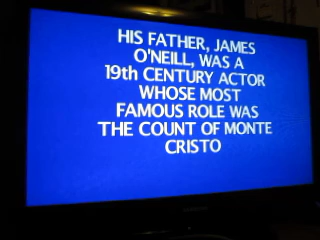 HIS FATHER, JAMES
O'NEILL, WAS A
19th CENTURY ACTOR
WHOSE MOST
FAMOUS ROLE WAS
THE COUNT OF MONTE
CRISTO